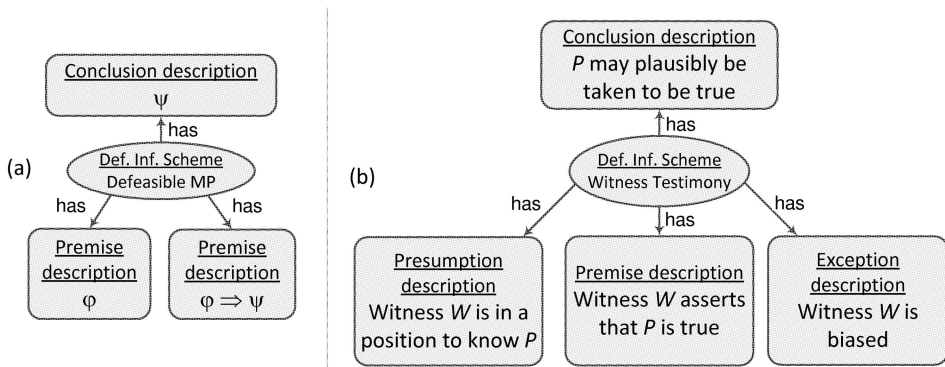 (a)
Conclusion description
ψ
has
Def. Inf. Scheme
Defeasible MP
has
has
Premise
description
φ
Premise
description
φ ⇒ ψ
(b)
Conclusion description
P may plausibly be
taken to be true
has
Def. Inf. Scheme
Witness Testimony
has
has
has
Presumption
description
Witness W is in a
position to know P
Premise description
Witness W asserts
that P is true
Exception
description
Witness W is
biased